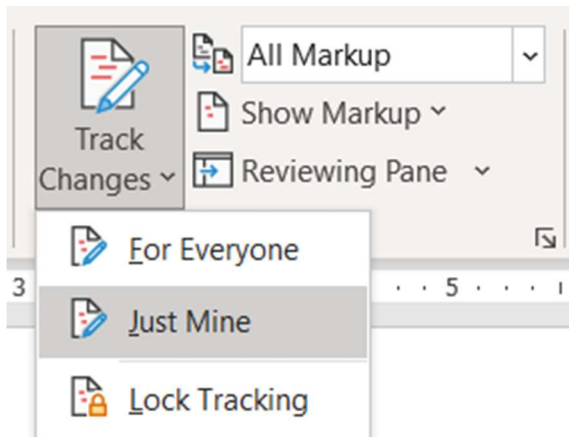 All Markup
Show Markup
Track
Changes
Reviewing Pane
For Everyone
3
5
Just Mine
Lock Tracking